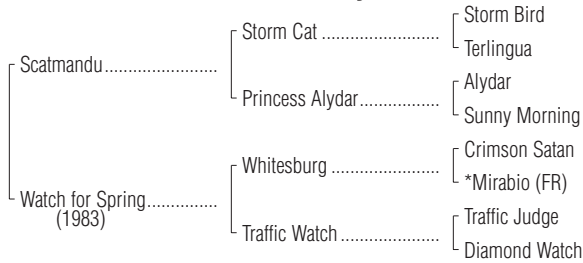 Storm Bird
Storm Cat ......................
Terlingua
Scatmandu.......................
Alydar
Princess Alydar................
Sunny Morning
Crimson Satan
Whitesburg ......................
*Mirabio (FR)
Watch for Spring...............
(1983)
Traffic Judge
Traffic Watch ....................
Diamond Watch